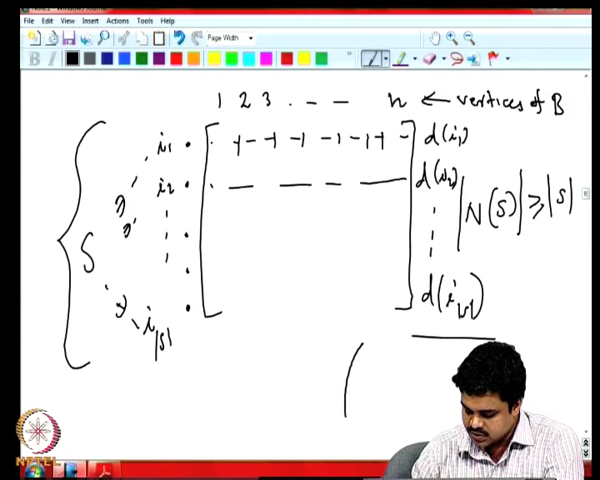 File Edit View Insert Actions Tools Help
Page Width
B I
1 2 3 . - - n ← vertices of B
i₁ . [ - - - - - - ] d(i₁)
i₂ . — — — d(i₂)
S |N(S)| ≥ |S|
i|S| . d(i|S|)
NPTEL